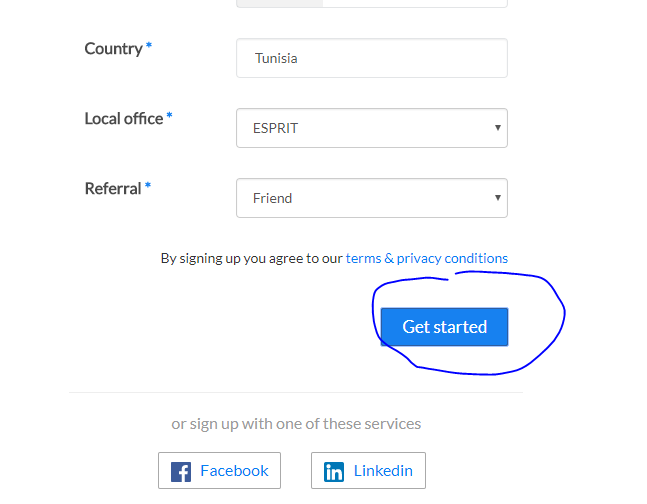 Country *
Tunisia
Local office *
ESPRIT
Referral *
Friend
By signing up you agree to our terms & privacy conditions
Get started
or sign up with one of these services
Facebook
in Linkedin